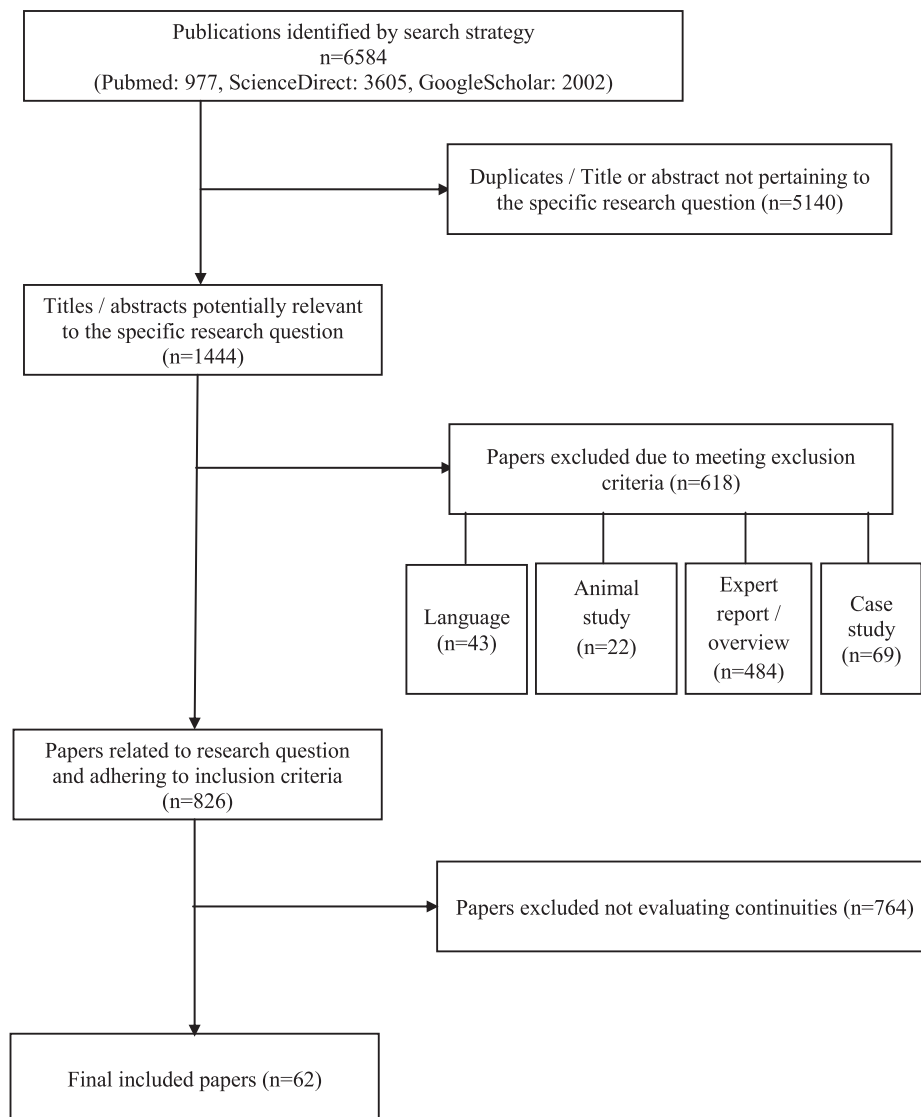 Publications identified by search strategy
n=6584
(Pubmed: 977, ScienceDirect: 3605, GoogleScholar: 2002)
Duplicates / Title or abstract not pertaining to
the specific research question (n=5140)
Titles / abstracts potentially relevant
to the specific research question
(n=1444)
Papers excluded due to meeting exclusion
criteria (n=618)
Language
(n=43)
Animal
study
(n=22)
Expert
report /
overview
(n=484)
Case
study
(n=69)
Papers related to research question
and adhering to inclusion criteria
(n=826)
Papers excluded not evaluating continuities (n=764)
Final included papers (n=62)